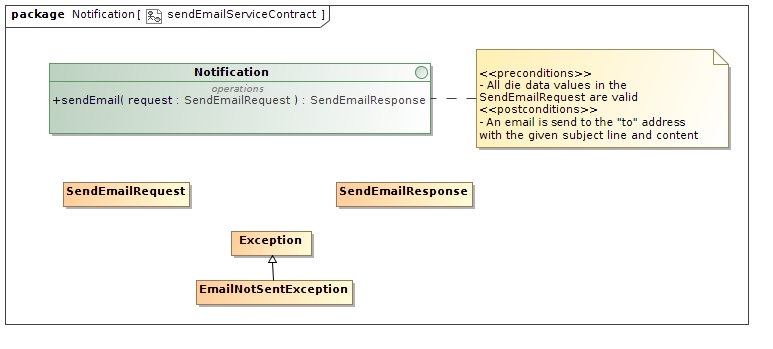 package Notification[ sendEmailServiceContract ]
Notification
operations
+sendEmail( request : SendEmailRequest ) : SendEmailResponse
<<preconditions>>
- All die data values in the
SendEmailRequest are valid
<<postconditions>>
- An email is send to the "to" address
with the given subject line and content
SendEmailRequest
SendEmailResponse
Exception
EmailNotSentException